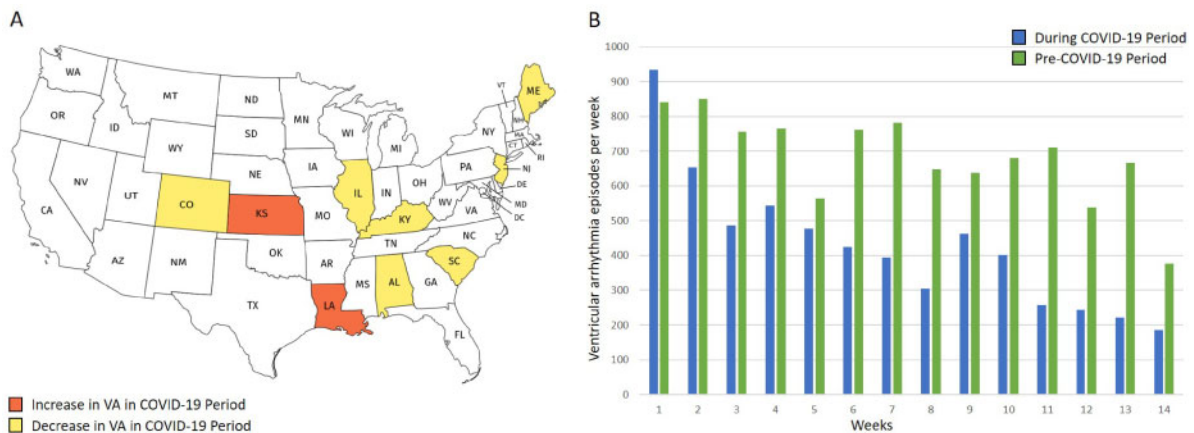 A
WA
MT
ND
MN
VT
ME
OR
ID
SD
WI
NY
NH
MA
WY
MI
CT
RI
IA
PA
NJ
NE
NV
UT
IL
IN
OH
DE
MD
CO
WV
DC
CA
KS
MO
KY
VA
AZ
NM
OK
TN
NC
AR
SC
MS
AL
GA
TX
LA
FL
Increase in VA in COVID-19 Period
Decrease in VA in COVID-19 Period
B
During COVID-19 Period
Pre-COVID-19 Period
Ventricular arrhythmia episodes per week
1000
900
800
700
600
500
400
300
200
100
0
1 2 3 4 5 6 7 8 9 10 11 12 13 14
Weeks